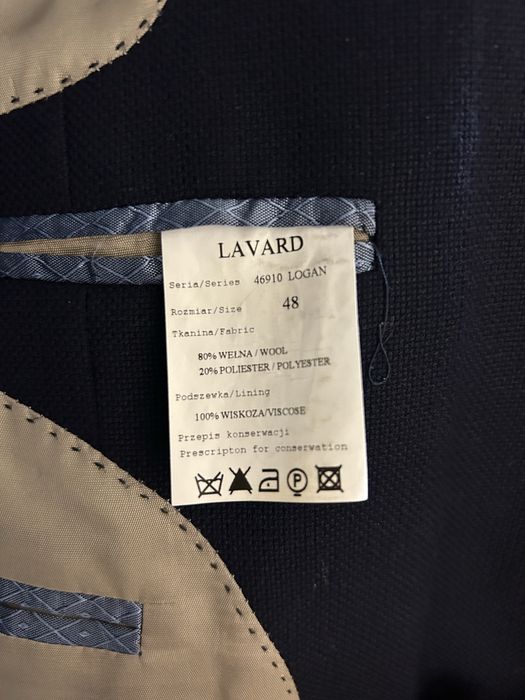 LAVARD
Seria/Series 46910 LOGAN
Rozmiar/Size 48
Tkanina/Fabric
80% WEŁNA / WOOL
20% POLIESTER / POLYESTER
Podszewka/Lining
100% WISKOZA/VISCOSE
Przepis konserwacji
Prescripton for conserwation
P